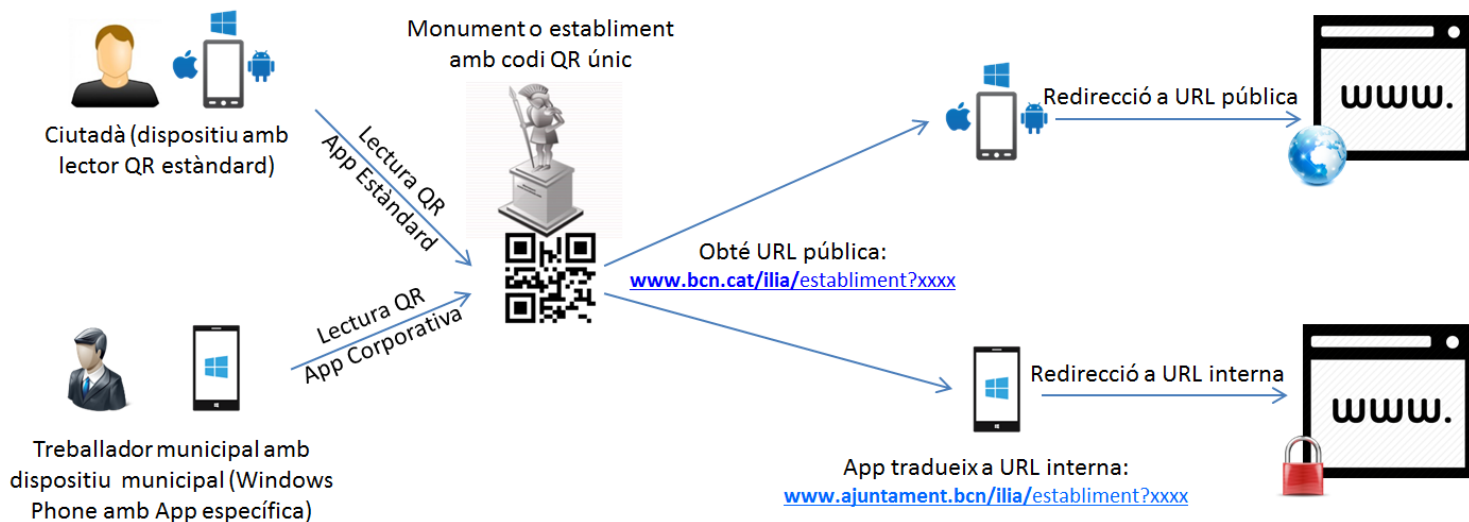 Ciutadà (dispositiu amb
lector QR estàndard)
Lectura QR
App Estàndard
Monument o establiment
amb codi QR únic
Redirecció a URL pública
www.
Obté URL pública:
www.bcn.cat/ilia/establiment?xxxx
Treballador municipal amb
dispositiu municipal (Windows
Phone amb App específica)
Lectura QR
App Corporativa
Redirecció a URL interna
www.
App tradueix a URL interna:
www.ajuntament.bcn/ilia/establiment?xxxx